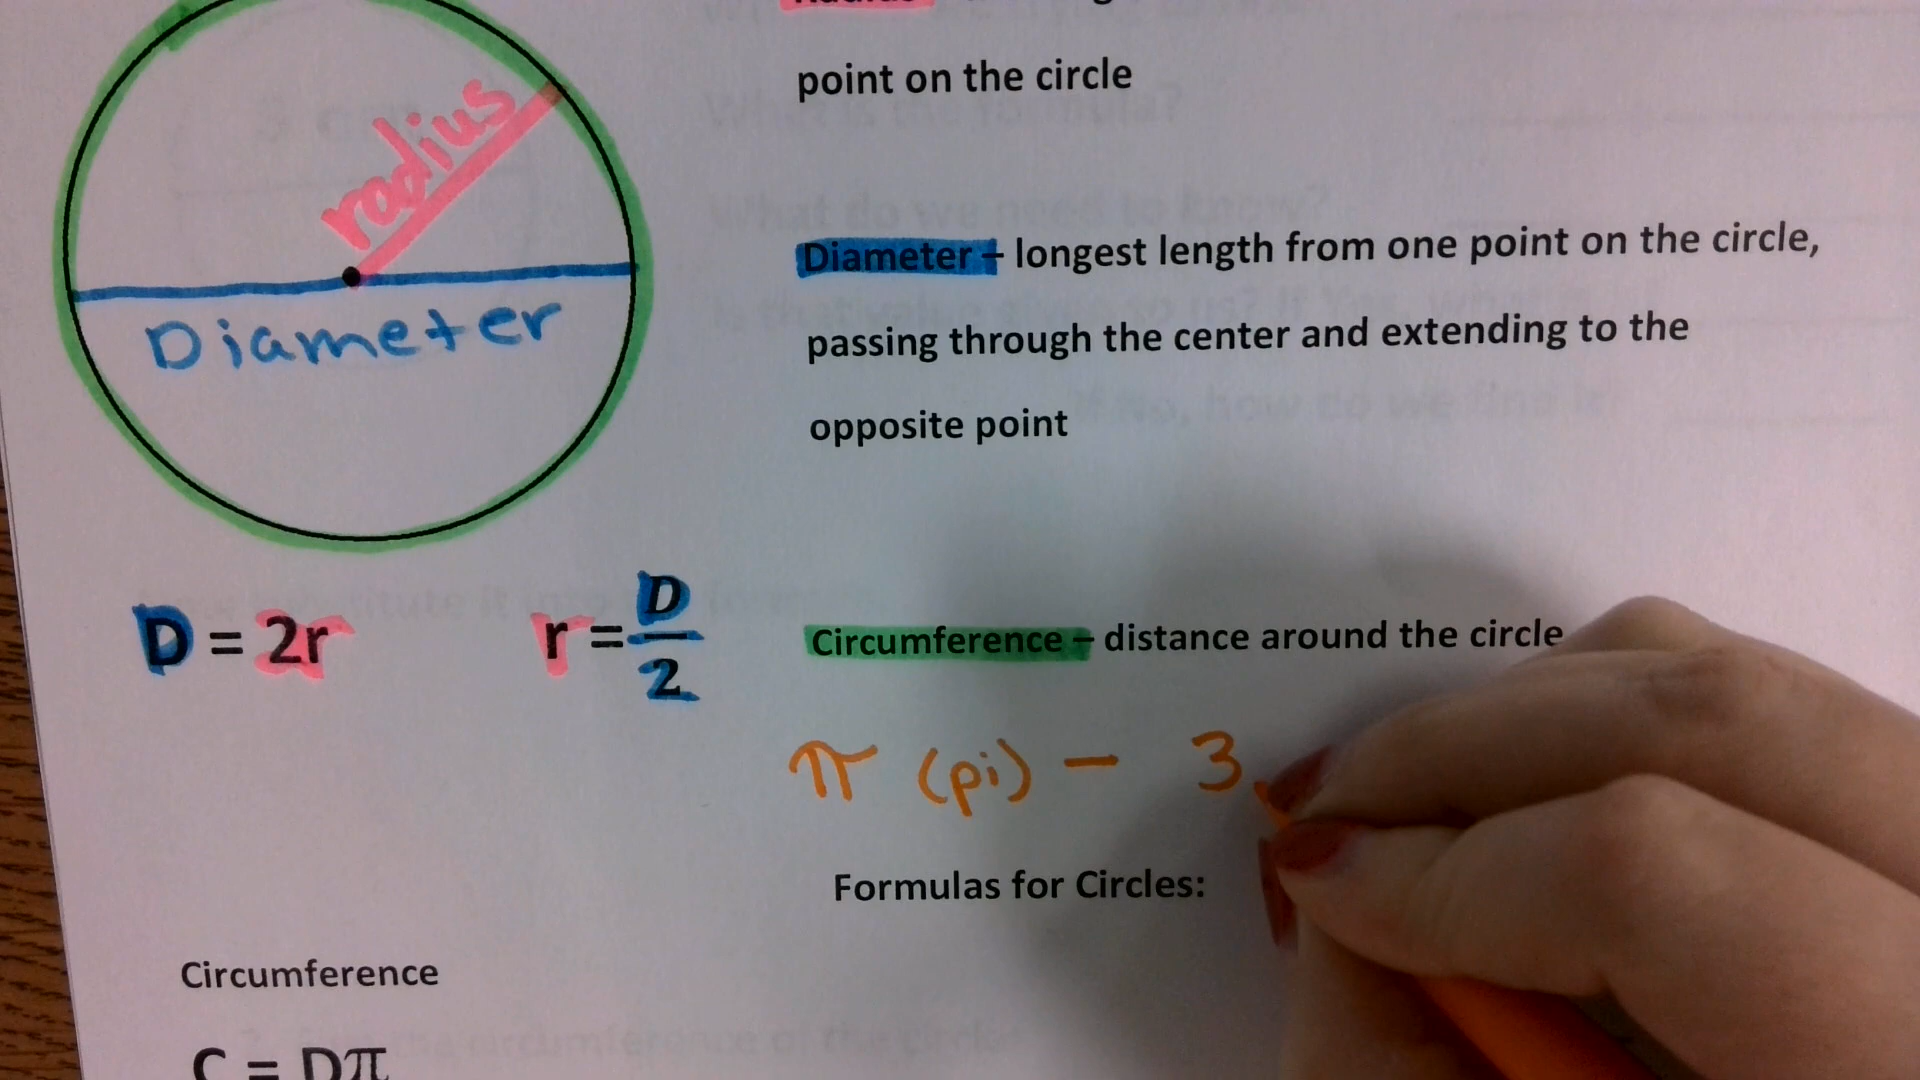 radius
point on the circle
Diameter – longest length from one point on the circle,
passing through the center and extending to the
opposite point
Diameter
D = 2r
r = D/2
Circumference – distance around the circle
π (pi) – 3.
Formulas for Circles:
Circumference
C = Dπ